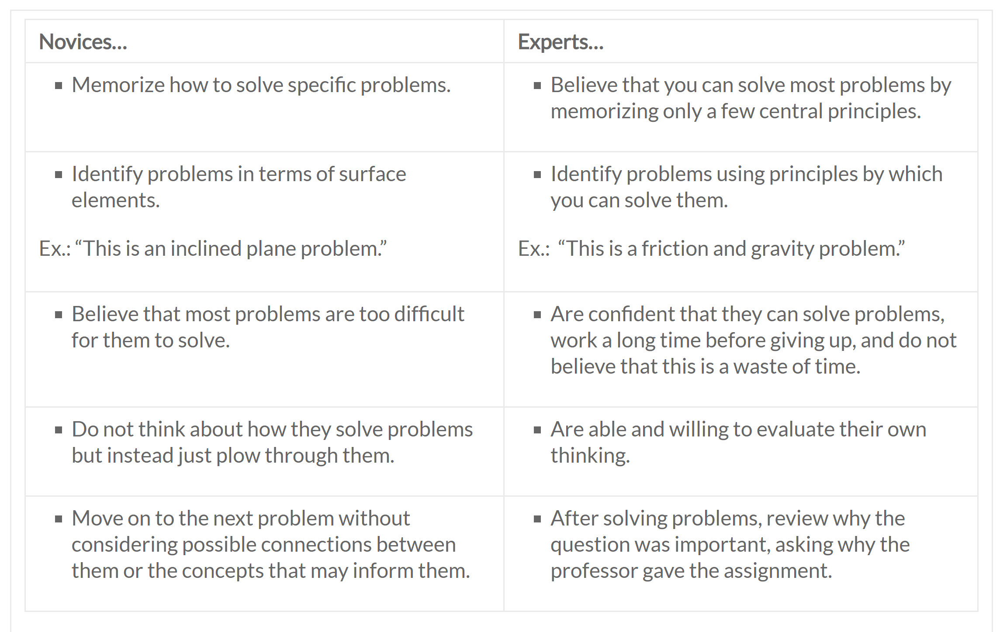 Novices...
Experts...
▪ Memorize how to solve specific problems.
▪ Believe that you can solve most problems by
memorizing only a few central principles.
▪ Identify problems in terms of surface
elements.
Ex.: “This is an inclined plane problem.”
▪ Identify problems using principles by which
you can solve them.
Ex.:  “This is a friction and gravity problem.”
▪ Believe that most problems are too difficult
for them to solve.
▪ Are confident that they can solve problems,
work a long time before giving up, and do not
believe that this is a waste of time.
▪ Do not think about how they solve problems
but instead just plow through them.
▪ Are able and willing to evaluate their own
thinking.
▪ Move on to the next problem without
considering possible connections between
them or the concepts that may inform them.
▪ After solving problems, review why the
question was important, asking why the
professor gave the assignment.